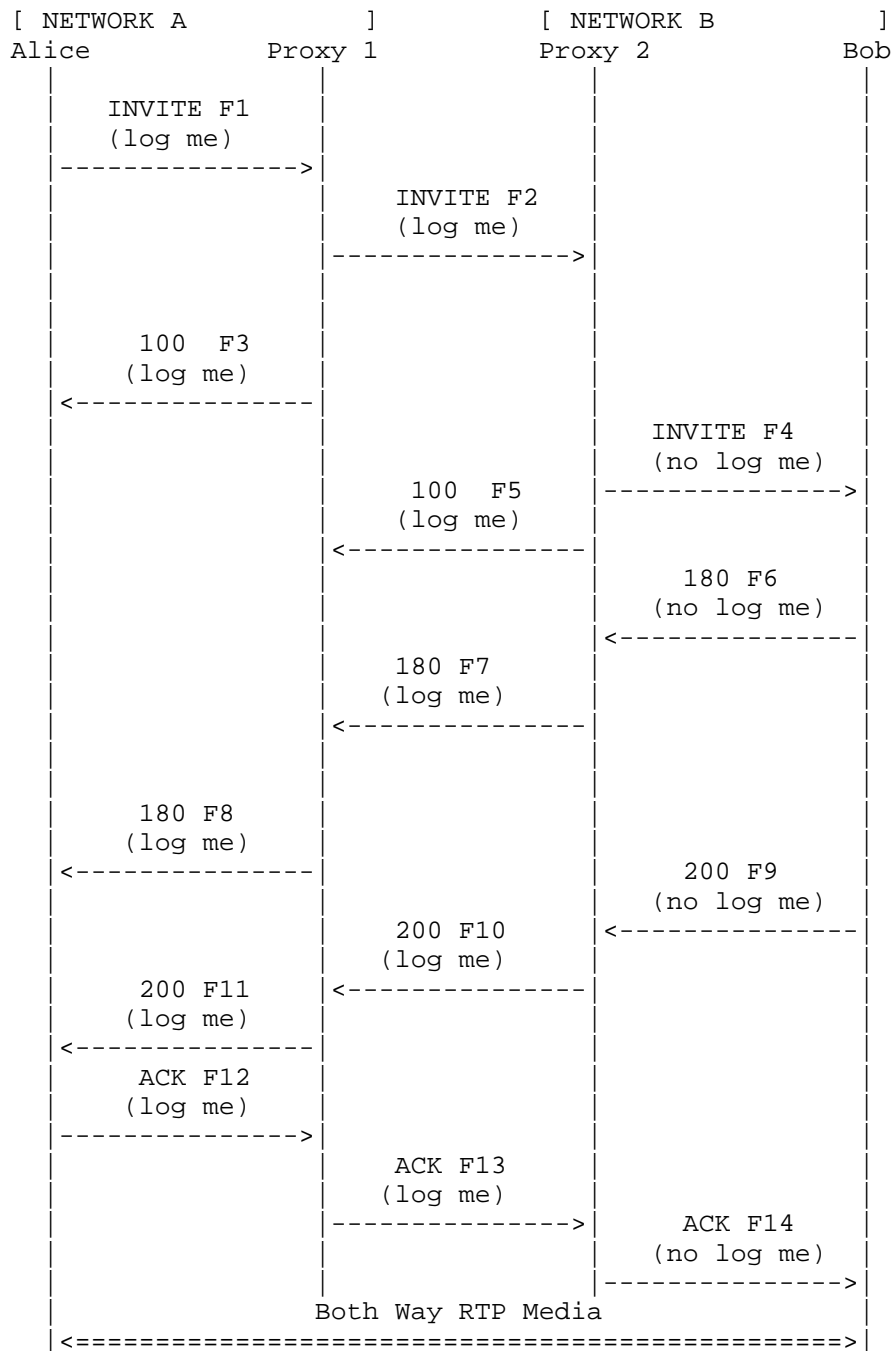 [ NETWORK A ] [ NETWORK B ]
Alice Proxy 1 Proxy 2 Bob
INVITE F1
(log me)
INVITE F2
(log me)
100 F3
(log me)
INVITE F4
(no log me)
100 F5
(log me)
180 F6
(no log me)
180 F7
(log me)
180 F8
(log me)
200 F9
(no log me)
200 F10
(log me)
200 F11
(log me)
ACK F12
(log me)
ACK F13
(log me)
ACK F14
(no log me)
Both Way RTP Media